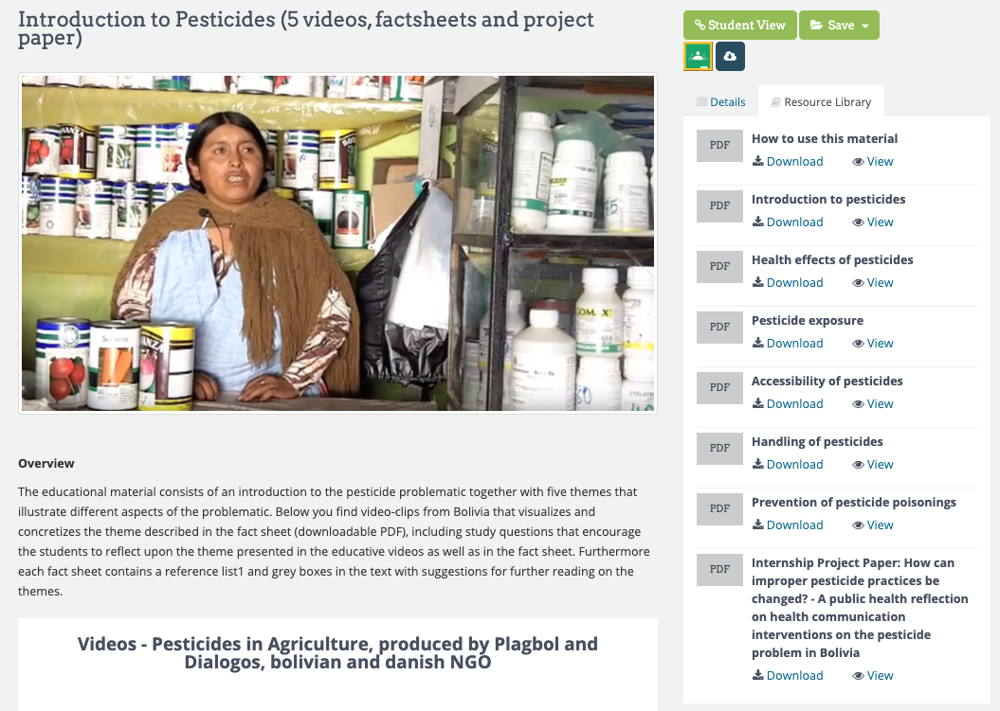 Introduction to Pesticides (5 videos, factsheets and project
paper)
Student View
Save
Details
Resource Library
PDF
How to use this material
Download
View
PDF
Introduction to pesticides
Download
View
PDF
Health effects of pesticides
Download
View
PDF
Pesticide exposure
Download
View
PDF
Accessibility of pesticides
Download
View
PDF
Handling of pesticides
Download
View
PDF
Prevention of pesticide poisonings
Download
View
PDF
Internship Project Paper: How can
improper pesticide practices be
changed? - A public health reflection
on health communication
interventions on the pesticide
problem in Bolivia
Download
View
Overview
The educational material consists of an introduction to the pesticide problematic together with five themes that
illustrate different aspects of the problematic. Below you find video-clips from Bolivia that visualizes and
concretizes the theme described in the fact sheet (downloadable PDF), including study questions that encourage
the students to reflect upon the theme presented in the educative videos as well as in the fact sheet. Furthermore
each fact sheet contains a reference list1 and grey boxes in the text with suggestions for further reading on the
themes.
Videos - Pesticides in Agriculture, produced by Plagbol and
Dialogos, bolivian and danish NGO